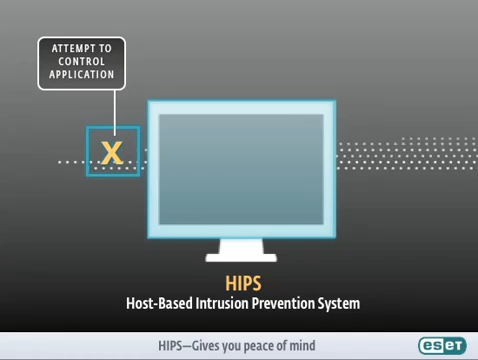 ATTEMPT TO
CONTROL
APPLICATION
X
HIPS
Host-Based Intrusion Prevention System
HIPS—Gives you peace of mind
eseT